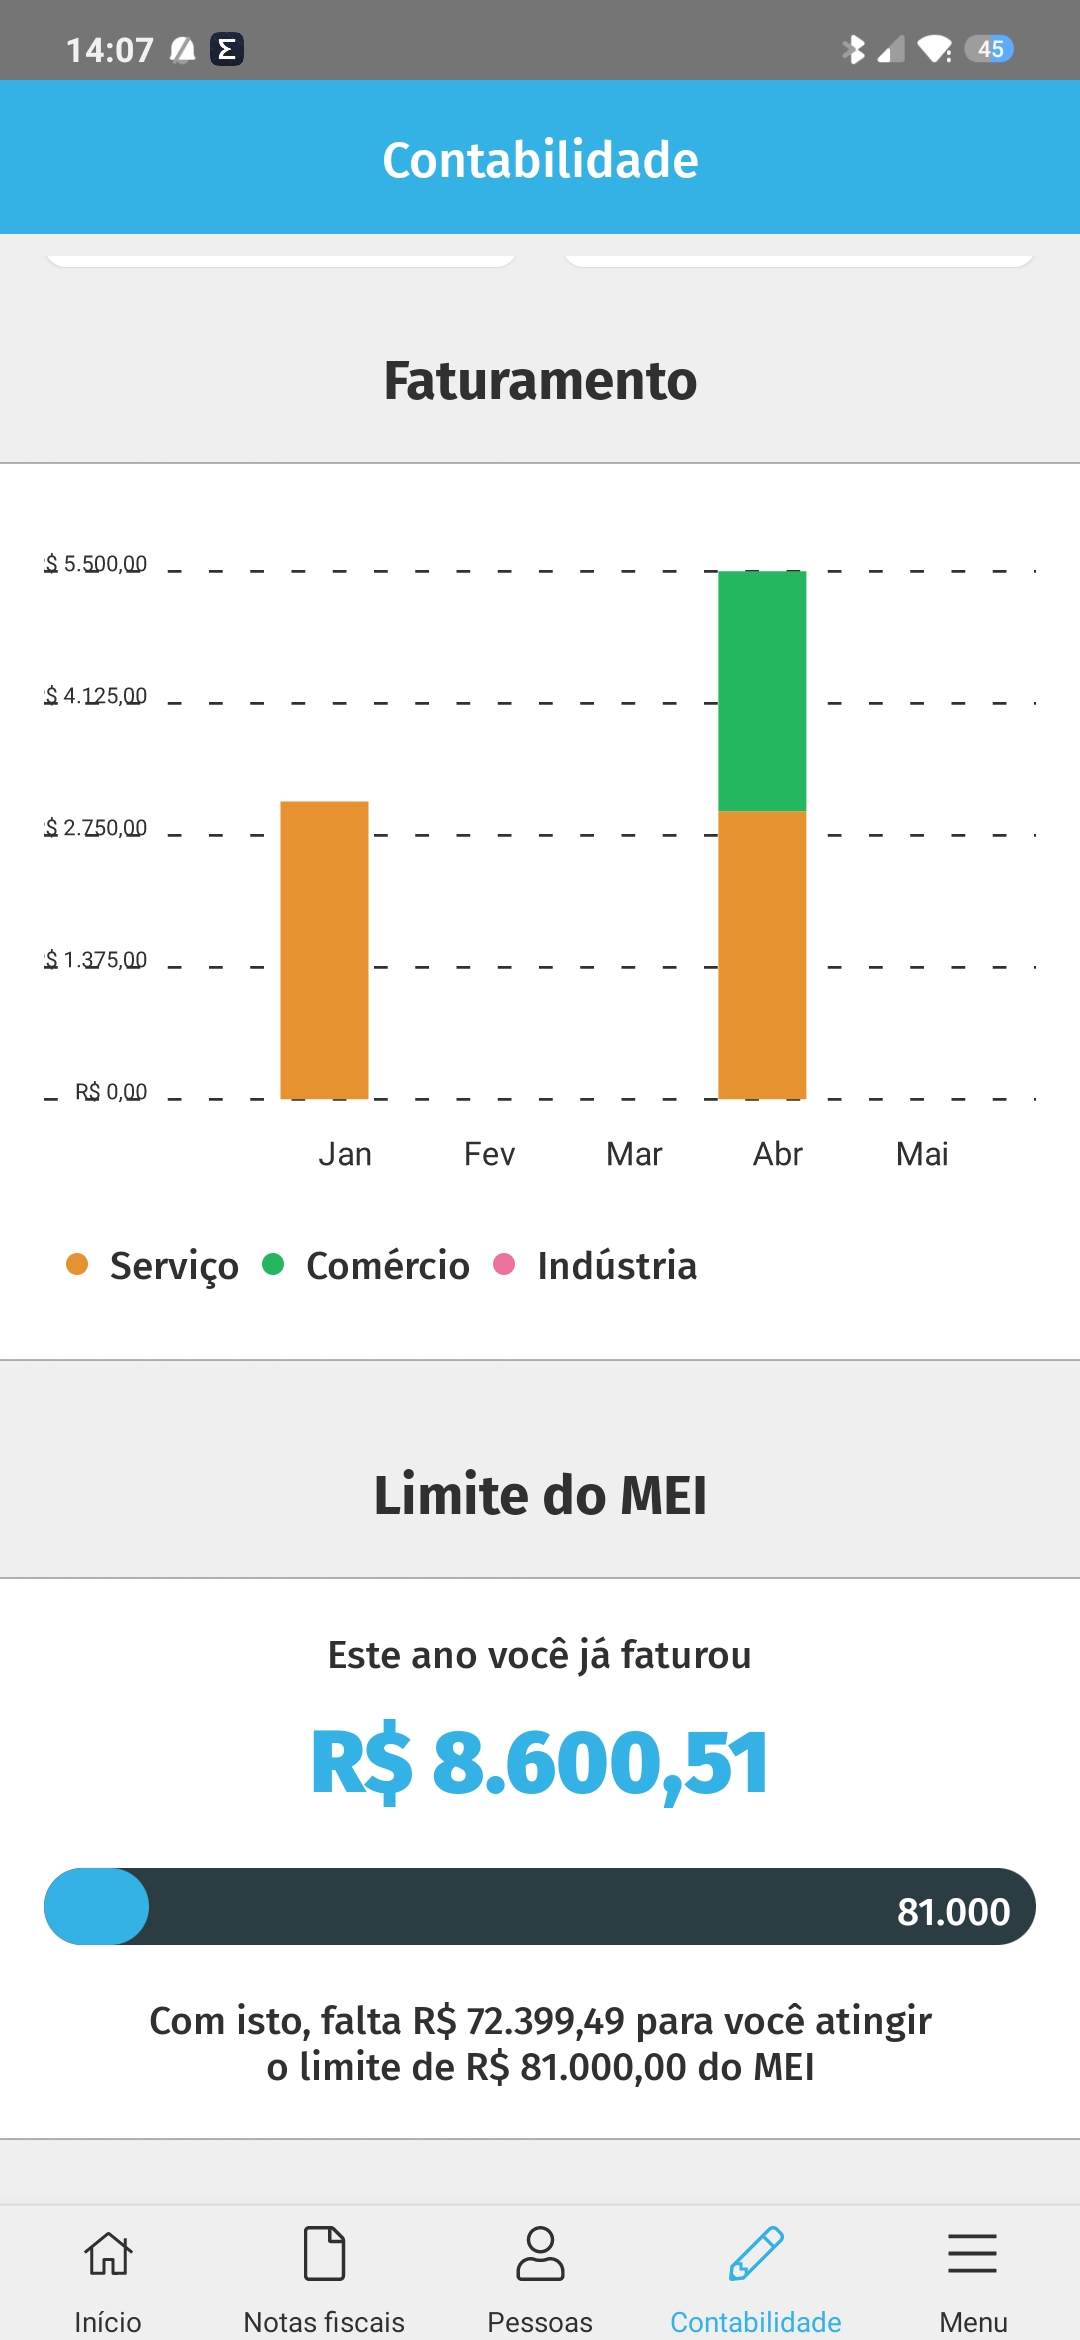 14:07
45
Contabilidade
Faturamento
$ 5.500,00
$ 4.125,00
$ 2.750,00
$ 1.375,00
R$ 0,00
Jan Fev Mar Abr Mai
Serviço Comércio Indústria
Limite do MEI
Este ano você já faturou
R$ 8.600,51
81.000
Com isto, falta R$ 72.399,49 para você atingir
o limite de R$ 81.000,00 do MEI
Início Notas fiscais Pessoas Contabilidade Menu